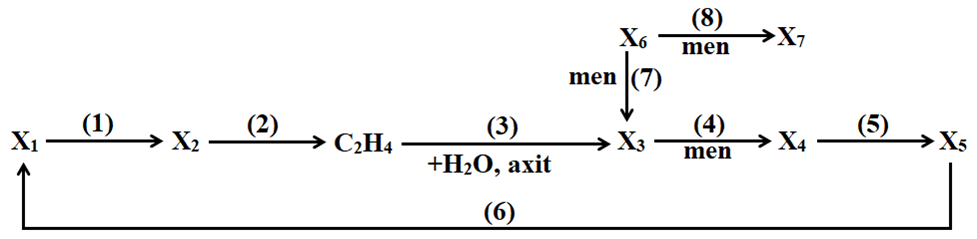 (8)
X₆ men X₇
men (7)
(1) (2) (3) (4) (5)
X₁ X₂ C₂H₄ +H₂O, axit X₃ men X₄ X₅
(6)